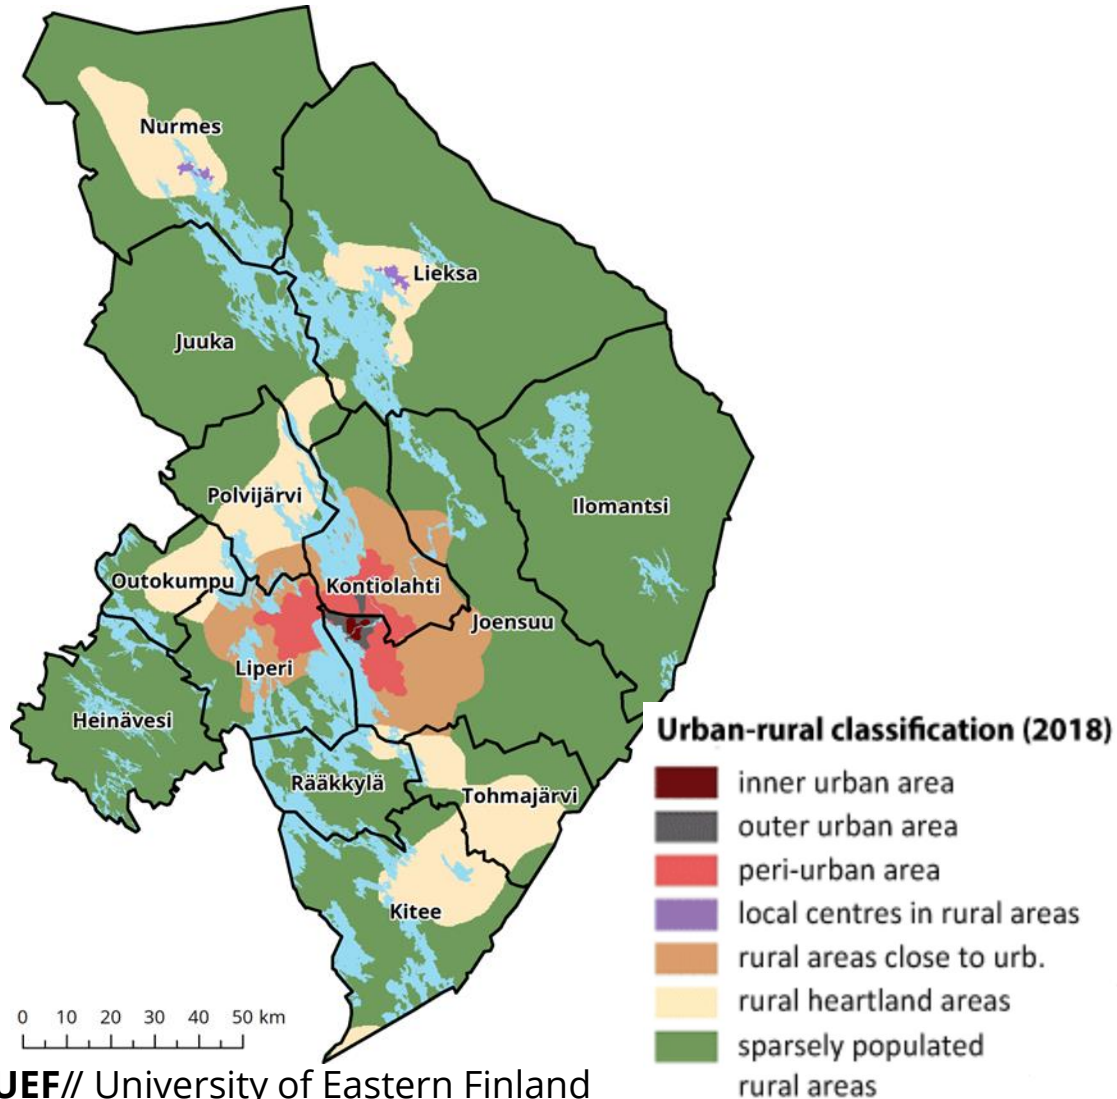 Nurmes
Lieksa
Juuka
Polvijärvi
Ilomantsi
Outokumpu
Kontiolahti
Joensuu
Liperi
Heinävesi
Rääkkylä
Tohmajärvi
Kitee
Urban-rural classification (2018)
inner urban area
outer urban area
peri-urban area
local centres in rural areas
rural areas close to urb.
rural heartland areas
sparsely populated
rural areas
0 10 20 30 40 50 km
UEF// University of Eastern Finland